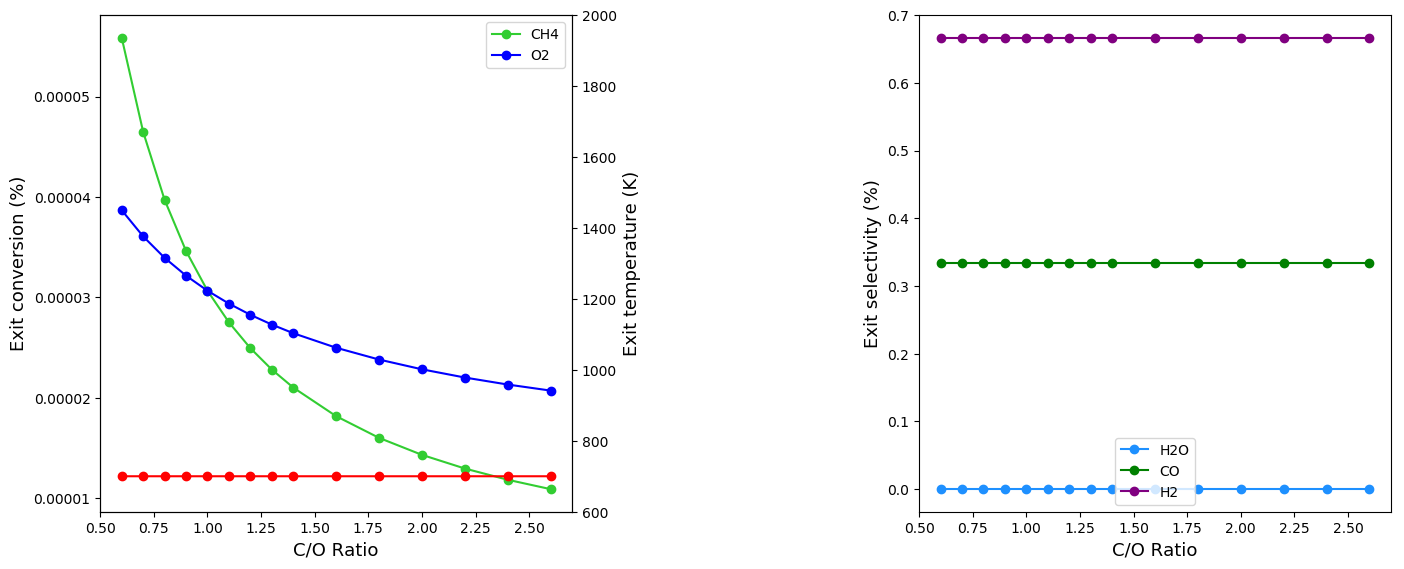 CH4
O2
0.00005
0.00004
0.00003
0.00002
0.00001
Exit conversion (%)
0.50 0.75 1.00 1.25 1.50 1.75 2.00 2.25 2.50
C/O Ratio
2000
1800
1600
1400
1200
1000
800
600
Exit temperature (K)
0.7
0.6
0.5
0.4
0.3
0.2
0.1
0.0
Exit selectivity (%)
H2O
CO
H2
0.50 0.75 1.00 1.25 1.50 1.75 2.00 2.25 2.50
C/O Ratio